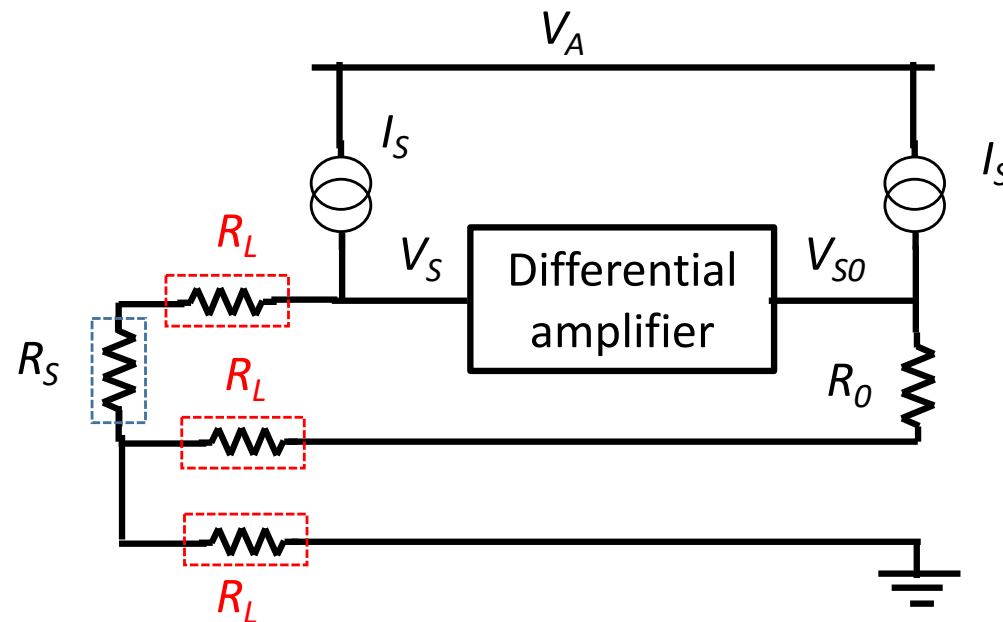 V_A
I_S
I_S
R_L
V_S
Differential
amplifier
V_S0
R_S
R_L
R_0
R_L